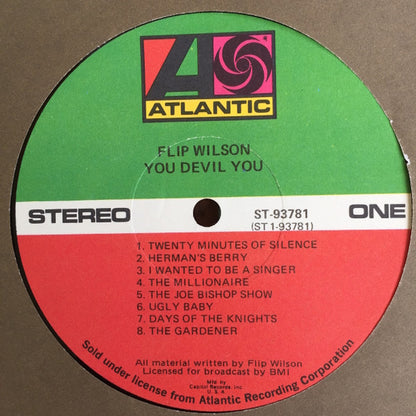 ATLANTIC
FLIP WILSON
YOU DEVIL YOU
STEREO ST-93781 ONE
(ST 1-93781)
1. TWENTY MINUTES OF SILENCE
2. HERMAN'S BERRY
3. I WANTED TO BE A SINGER
4. THE MILLIONAIRE
5. THE JOE BISHOP SHOW
6. UGLY BABY
7. DAYS OF THE KNIGHTS
8. THE GARDENER
All material written by Flip Wilson
Licensed for broadcast by BMI
Mfd by
Capitol Records, Inc
U.S.A.
Sold under license from Atlantic Recording Corporation